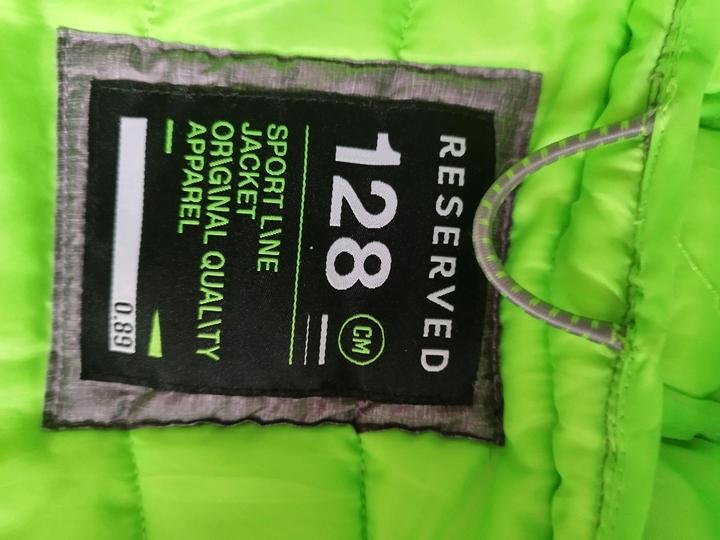 RESERVED
128 CM
SPORT LINE
JACKET
ORIGINAL QUALITY
APPAREL
0.89